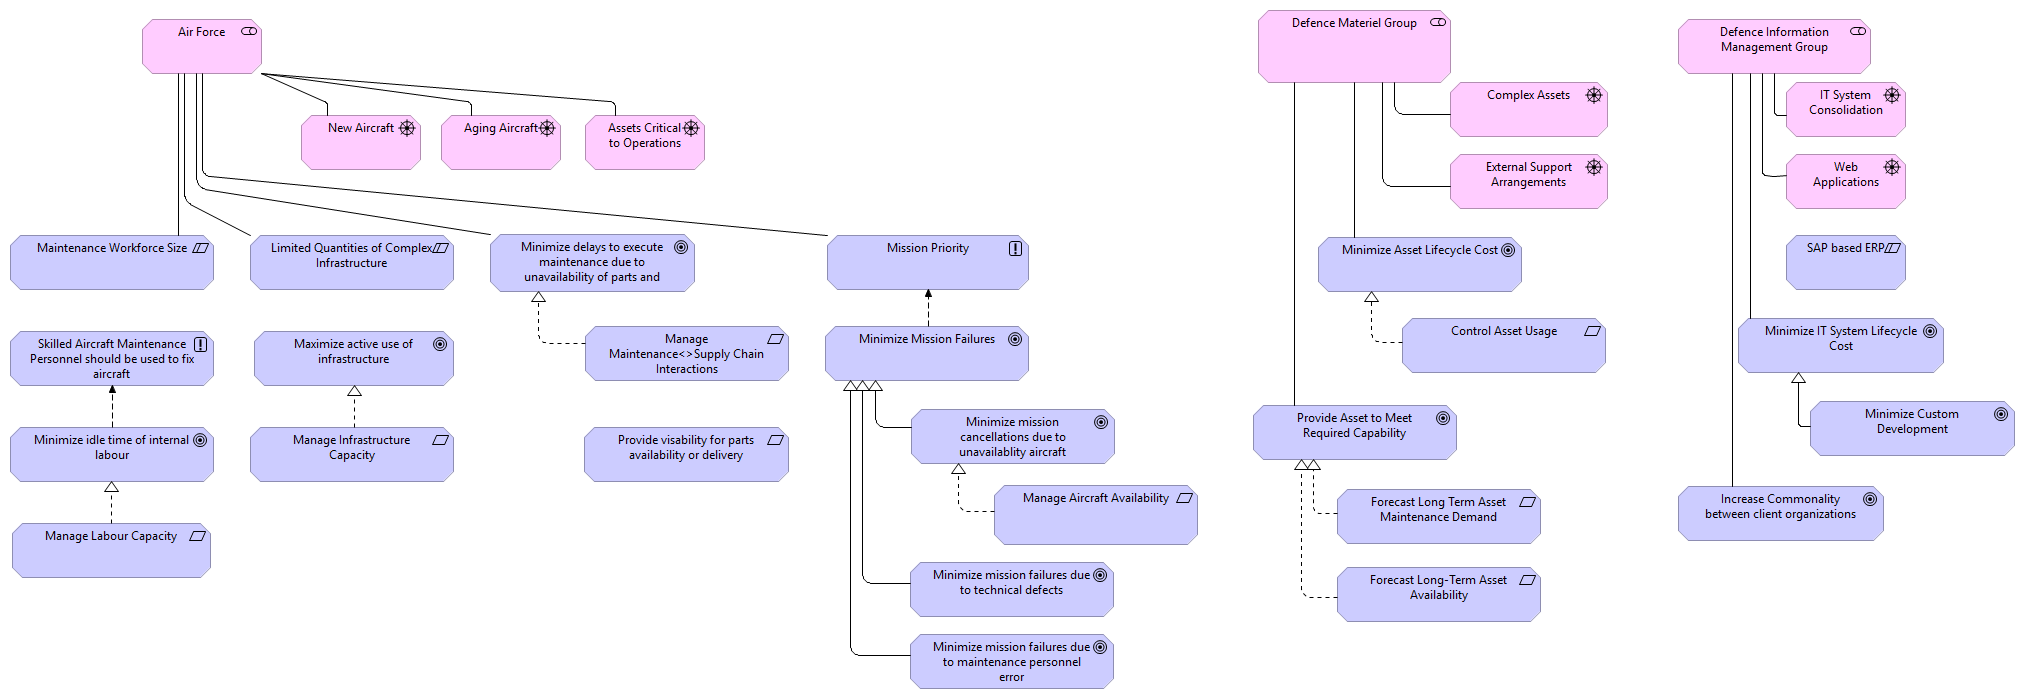 Air Force
New Aircraft
Aging Aircraft
Assets Critical
to Operations
Maintenance Workforce Size
Limited Quantities of Complex
Infrastructure
Minimize delays to execute
maintenance due to
unavailability of parts and
Mission Priority
Skilled Aircraft Maintenance
Personnel should be used to fix
aircraft
Maximize active use of
infrastructure
Manage
Maintenance<>Supply Chain
Interactions
Minimize Mission Failures
Minimize idle time of internal
labour
Manage Infrastructure
Capacity
Provide visability for parts
availability or delivery
Minimize mission
cancellations due to
unavailablity aircraft
Manage Labour Capacity
Manage Aircraft Availability
Minimize mission failures due
to technical defects
Minimize mission failures due
to maintenance personnel
error
Defence Materiel Group
Complex Assets
External Support
Arrangements
Minimize Asset Lifecycle Cost
Control Asset Usage
Provide Asset to Meet
Required Capability
Forecast Long Term Asset
Maintenance Demand
Forecast Long-Term Asset
Availability
Defence Information
Management Group
IT System
Consolidation
Web
Applications
SAP based ERP
Minimize IT System Lifecycle
Cost
Minimize Custom
Development
Increase Commonality
between client organizations